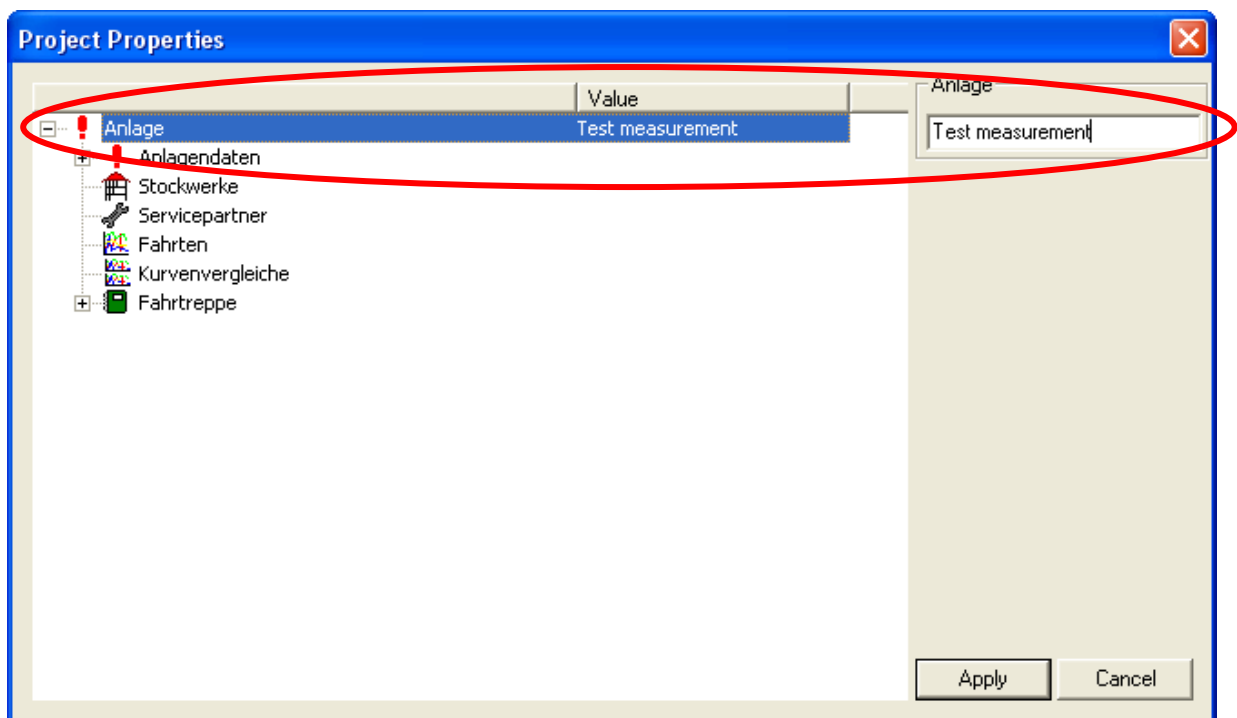 Project Properties
Value
Anlage
Anlage Test measurement
Test measurement
Anlagendaten
Stockwerke
Servicepartner
Fahrten
Kurvenvergleiche
Fahrtreppe
Apply Cancel